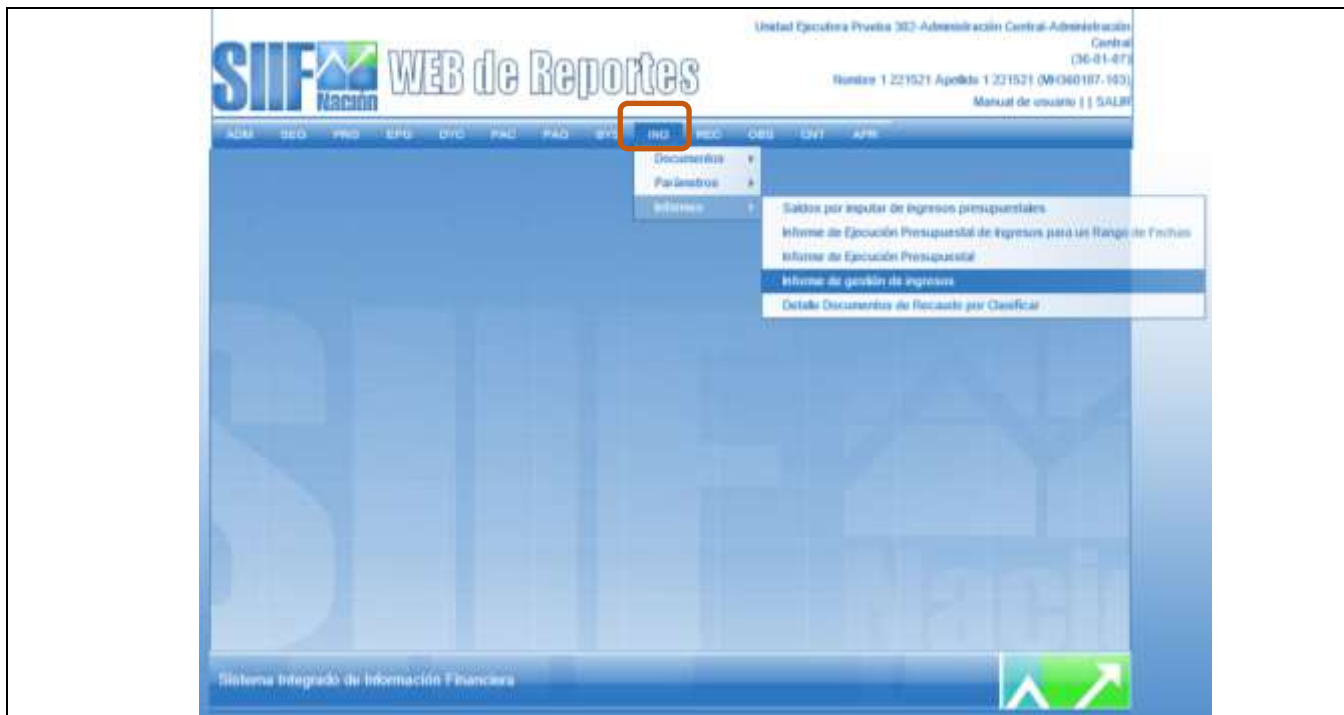 Unidad Ejecutora Prueba 302-Administración Central-Administración
Central
(36-01-07)
Nombre 1 221521 Apellido 1 221521 (MH360107-103)
Manual de usuario | | SALIR
SIIF Nación WEB de Reportes
ADM SEG PRG EPG CYC PAC PAG BYS ING REC OBS CNT APR
Documentos
Parámetros
Informes
Saldos por imputar de ingresos presupuestales
Informe de Ejecución Presupuestal de Ingresos para un Rango de Fechas
Informe de Ejecución Presupuestal
Informe de gestión de ingresos
Detalle Documentos de Recaudo por Clasificar
SIIF
Nación
Sistema Integrado de Información Financiera